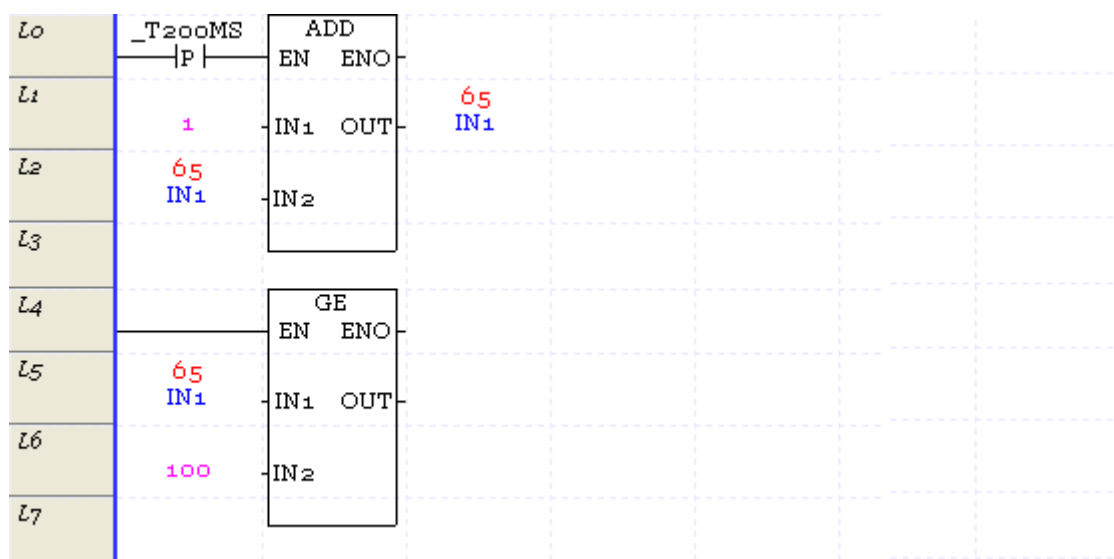 L0
_T200MS
P
ADD
EN ENO
L1
1
IN1 OUT
65
IN1
L2
65
IN1
IN2
L3
L4
GE
EN ENO
L5
65
IN1
IN1 OUT
L6
100
IN2
L7